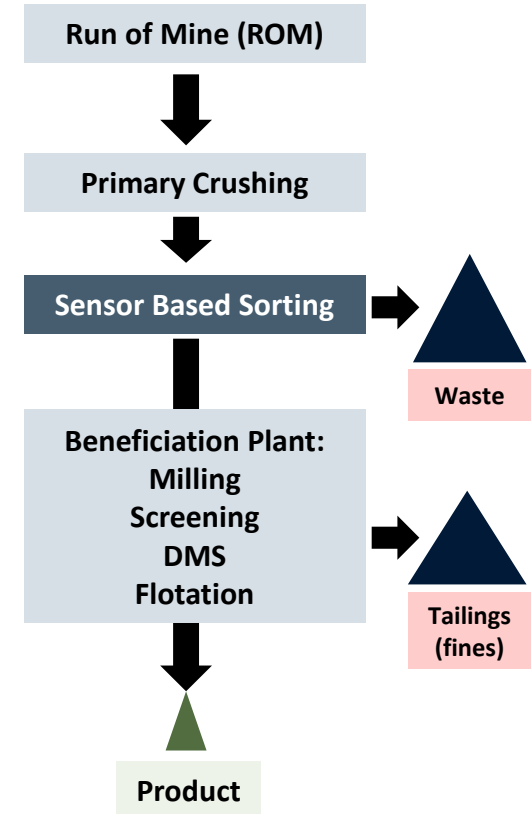 Run of Mine (ROM)
Primary Crushing
Sensor Based Sorting
Waste
Beneficiation Plant:
Milling
Screening
DMS
Flotation
Tailings
(fines)
Product